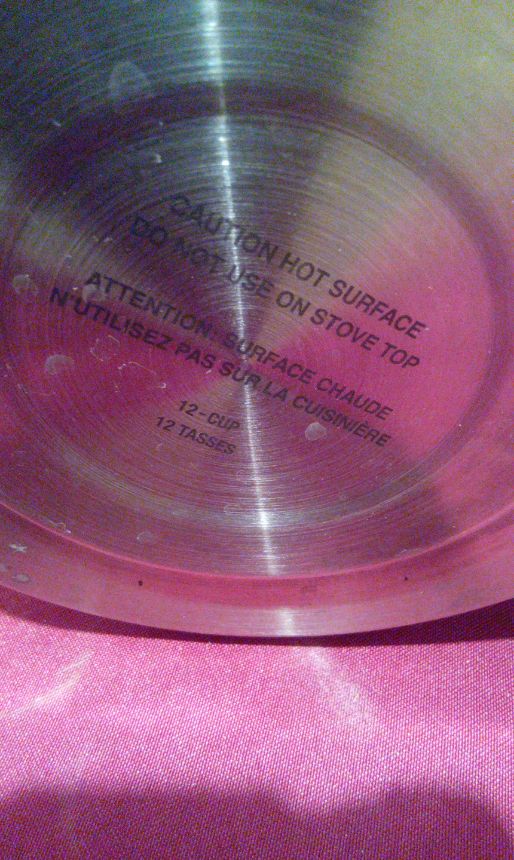 CAUTION HOT SURFACE
DO NOT USE ON STOVE TOP
ATTENTION: SURFACE CHAUDE
N'UTILISEZ PAS SUR LA CUISINIÈRE
12-CUP
12 TASSES